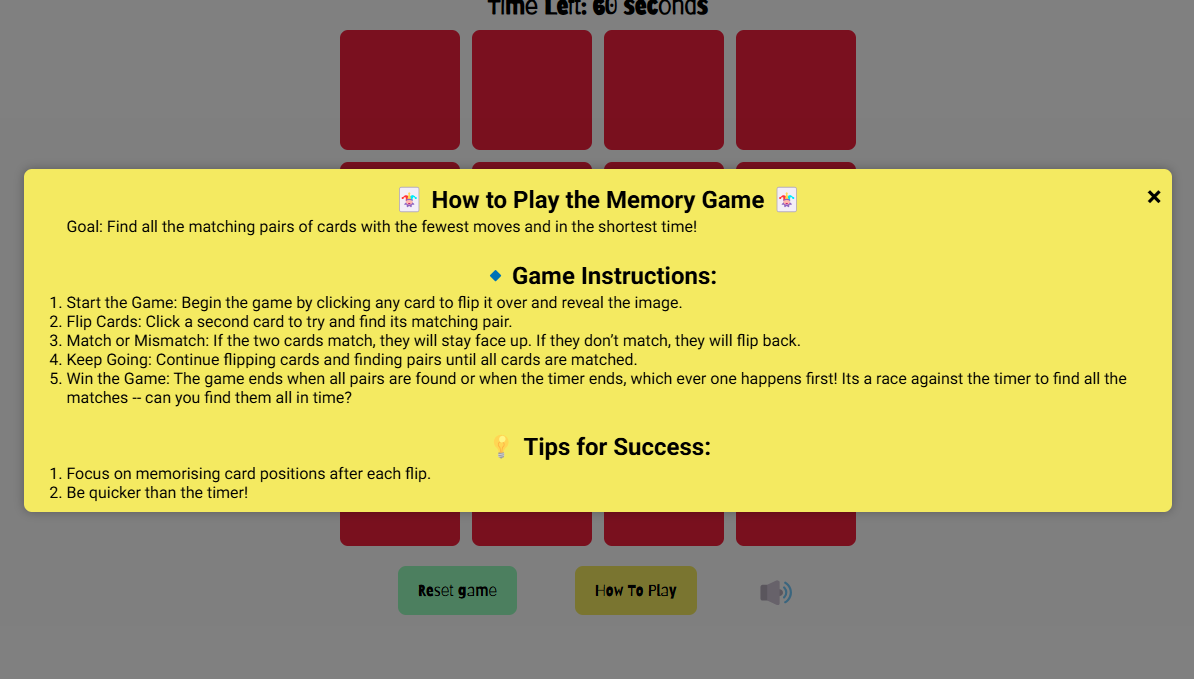 Time Left: 60 seconds
How to Play the Memory Game
Goal: Find all the matching pairs of cards with the fewest moves and in the shortest time!
Game Instructions:
1. Start the Game: Begin the game by clicking any card to flip it over and reveal the image.
2. Flip Cards: Click a second card to try and find its matching pair.
3. Match or Mismatch: If the two cards match, they will stay face up. If they don’t match, they will flip back.
4. Keep Going: Continue flipping cards and finding pairs until all cards are matched.
5. Win the Game: The game ends when all pairs are found or when the timer ends, which ever one happens first! Its a race against the timer to find all the
matches -- can you find them all in time?
Tips for Success:
1. Focus on memorising card positions after each flip.
2. Be quicker than the timer!
Reset game
How To Play